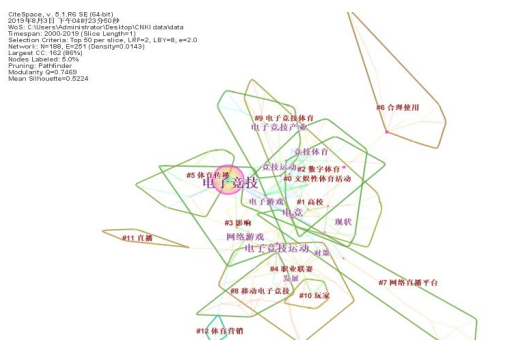 CiteSpace, v. 5.1.R6 SE (64-bit)
2019年8月3日 下午04时23分50秒
WoS: C:\Users\Administrator\Desktop\CNKI data\data
Timespan: 2000-2019 (Slice Length=1)
Selection Criteria: Top 50 per slice, LRF=2, LBY=8, e=2.0
Network: N=188, E=251 (Density=0.0143)
Largest CC: 162 (86%)
Nodes Labeled: 5.0%
Pruning: Pathfinder
Modularity Q=0.7469
Mean Silhouette=0.5224
#6 合理使用
#9 电子竞技体育
电子竞技产业
竞技体育
竞技运动
#2 数字体育
#5 体育传播
#0 文娱性体育活动
电子竞技
电子游戏
#1 高校
电竞
#3 影响
现状
网络游戏
#11 直播
电子竞技运动
对策
#4 职业联赛
发展
#7 网络直播平台
#8 移动电子竞技
#10 玩家
#12 体育营销